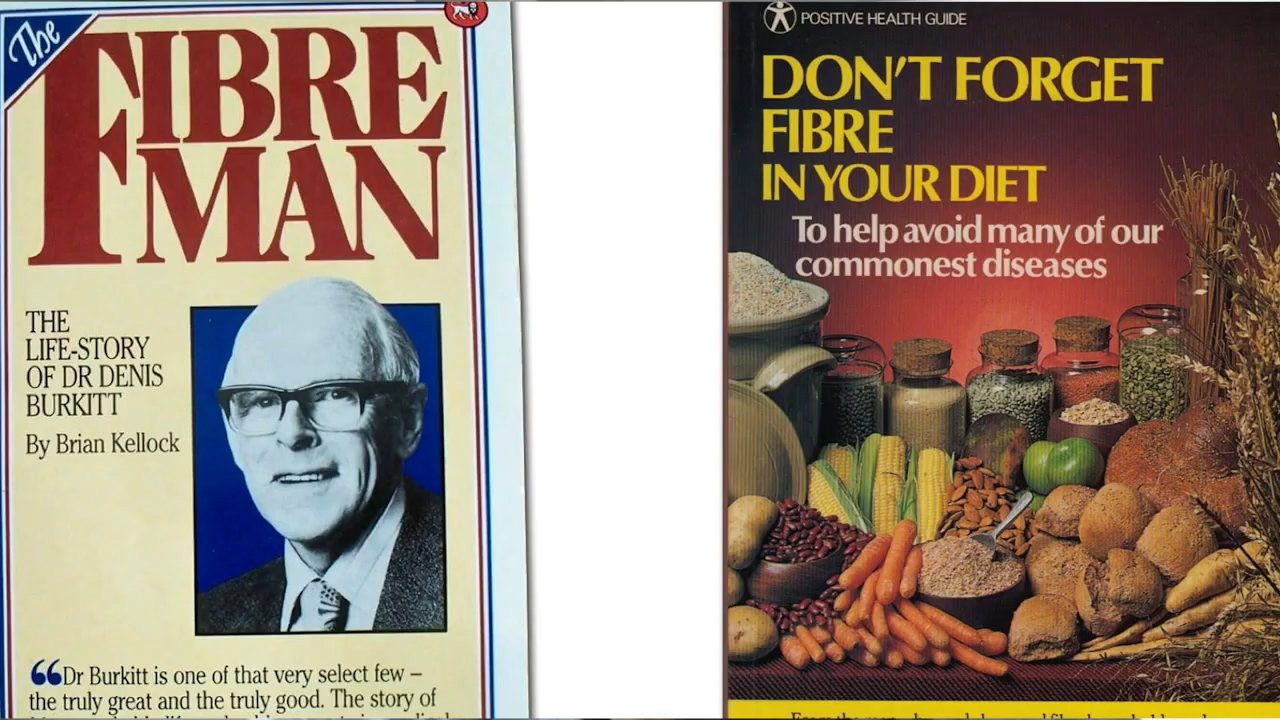 The
FIBRE
MAN
THE
LIFE-STORY
OF DR DENIS
BURKITT
By Brian Kellock
“Dr Burkitt is one of that very select few –
the truly great and the truly good. The story of
POSITIVE HEALTH GUIDE
DON'T FORGET
FIBRE
IN YOUR DIET
To help avoid many of our
commonest diseases